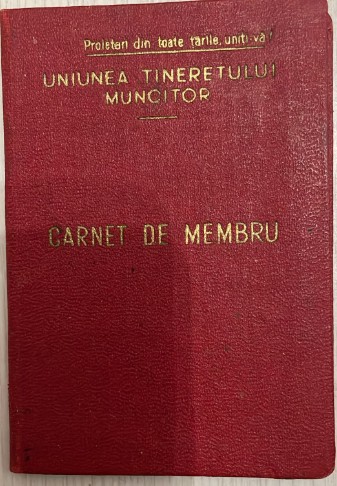 Proletari din toate țările, uniți-vă!
UNIUNEA TINERETULUI
MUNCITOR
CARNET DE MEMBRU